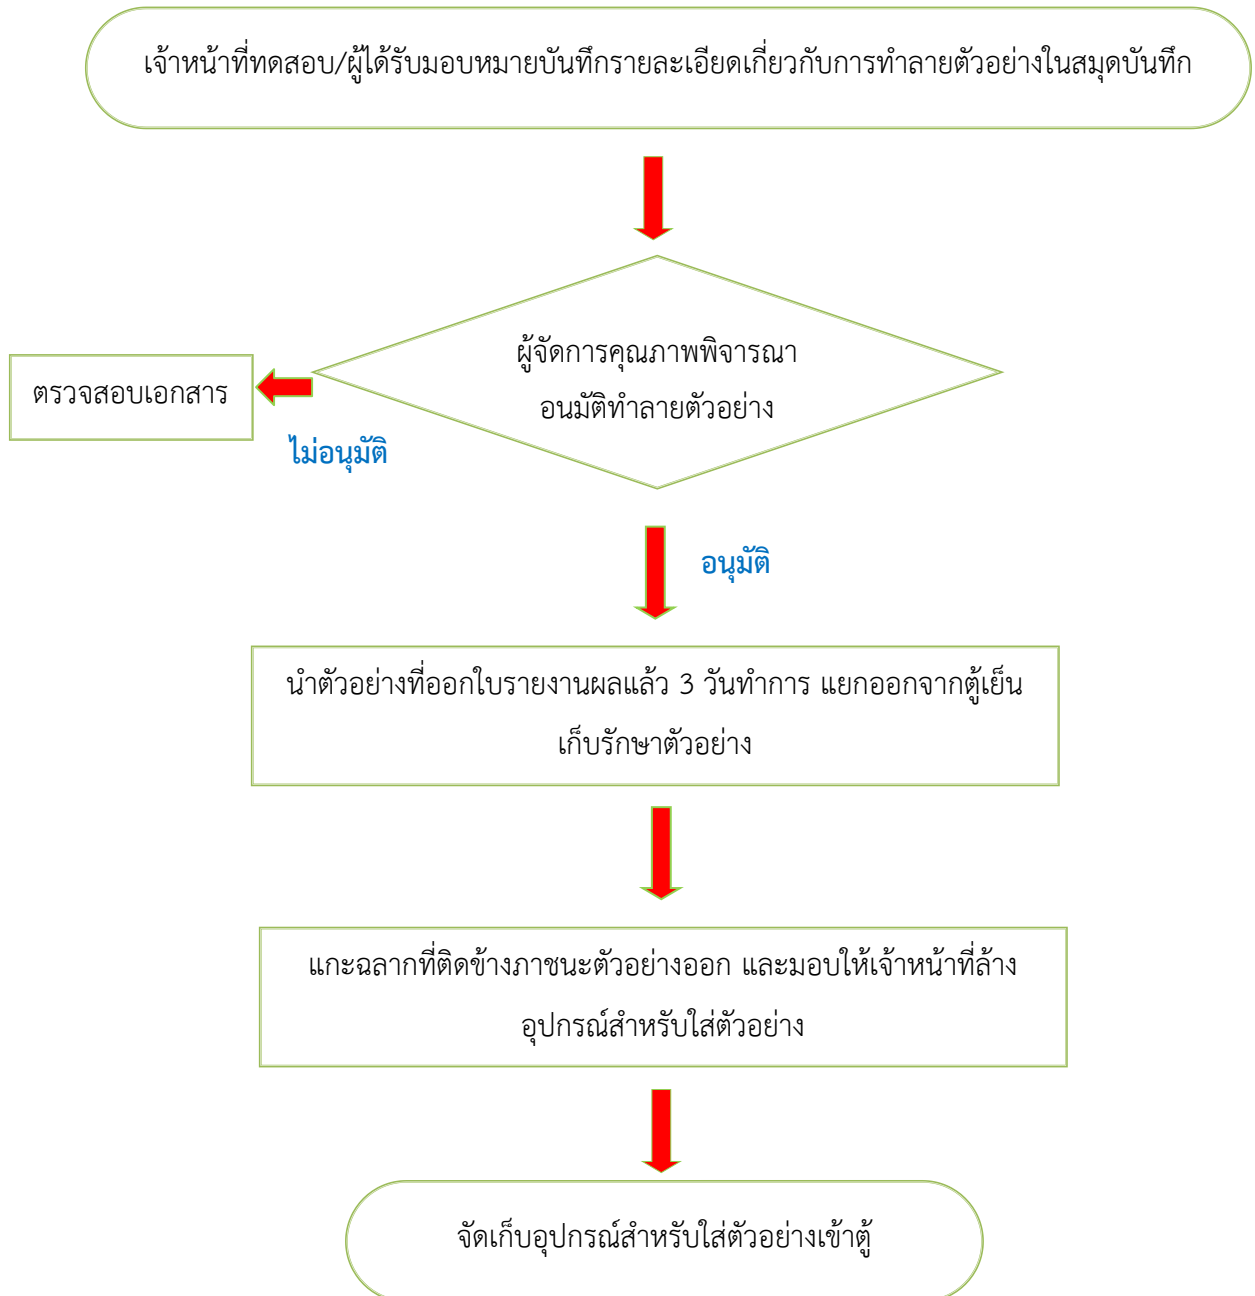 เจ้าหน้าที่ทดสอบ/ผู้ได้รับมอบหมายบันทึกรายละเอียดเกี่ยวกับการทำลายตัวอย่างในสมุดบันทึก
ผู้จัดการคุณภาพพิจารณา
อนมัติทำลายตัวอย่าง
ตรวจสอบเอกสาร
ไม่อนุมัติ
อนุมัติ
นำตัวอย่างที่ออกใบรายงานผลแล้ว 3 วันทำการ แยกออกจากตู้เย็น
เก็บรักษาตัวอย่าง
แกะฉลากที่ติดข้างภาชนะตัวอย่างออก และมอบให้เจ้าหน้าที่ล้าง
อุปกรณ์สำหรับใส่ตัวอย่าง
จัดเก็บอุปกรณ์สำหรับใส่ตัวอย่างเข้าตู้